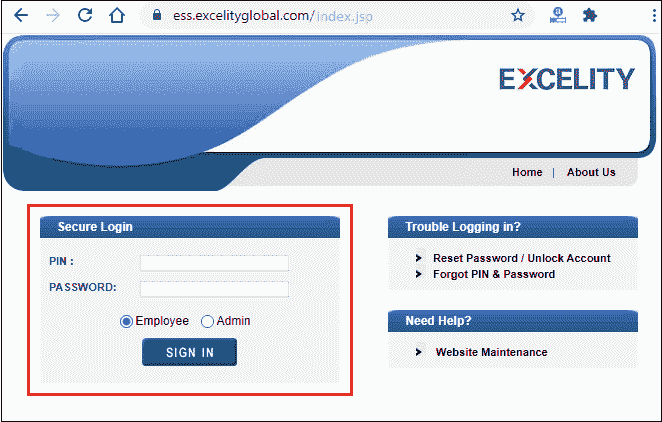 ess.excelityglobal.com/index.jsp
EXCELITY
Home | About Us
Secure Login
PIN :
PASSWORD:
Employee Admin
SIGN IN
Trouble Logging in?
Reset Password / Unlock Account
Forgot PIN & Password
Need Help?
Website Maintenance